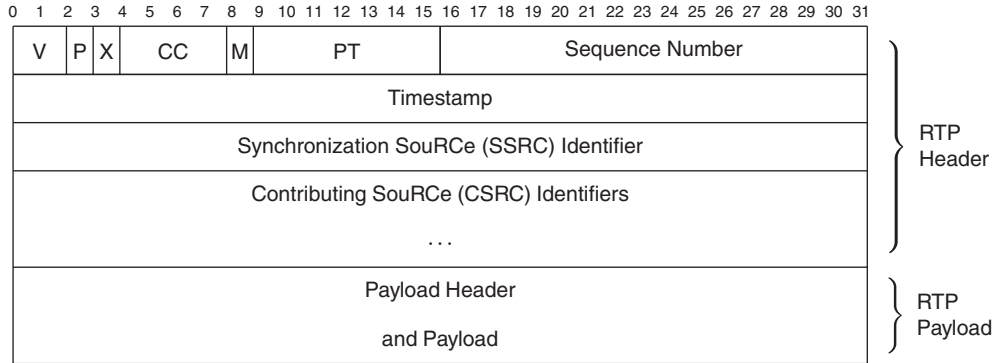 0 1 2 3 4 5 6 7 8 9 10 11 12 13 14 15 16 17 18 19 20 21 22 23 24 25 26 27 28 29 30 31
V P X CC M PT Sequence Number
Timestamp
Synchronization SouRCe (SSRC) Identifier
RTP
Header
Contributing SouRCe (CSRC) Identifiers
...
Payload Header
and Payload
RTP
Payload